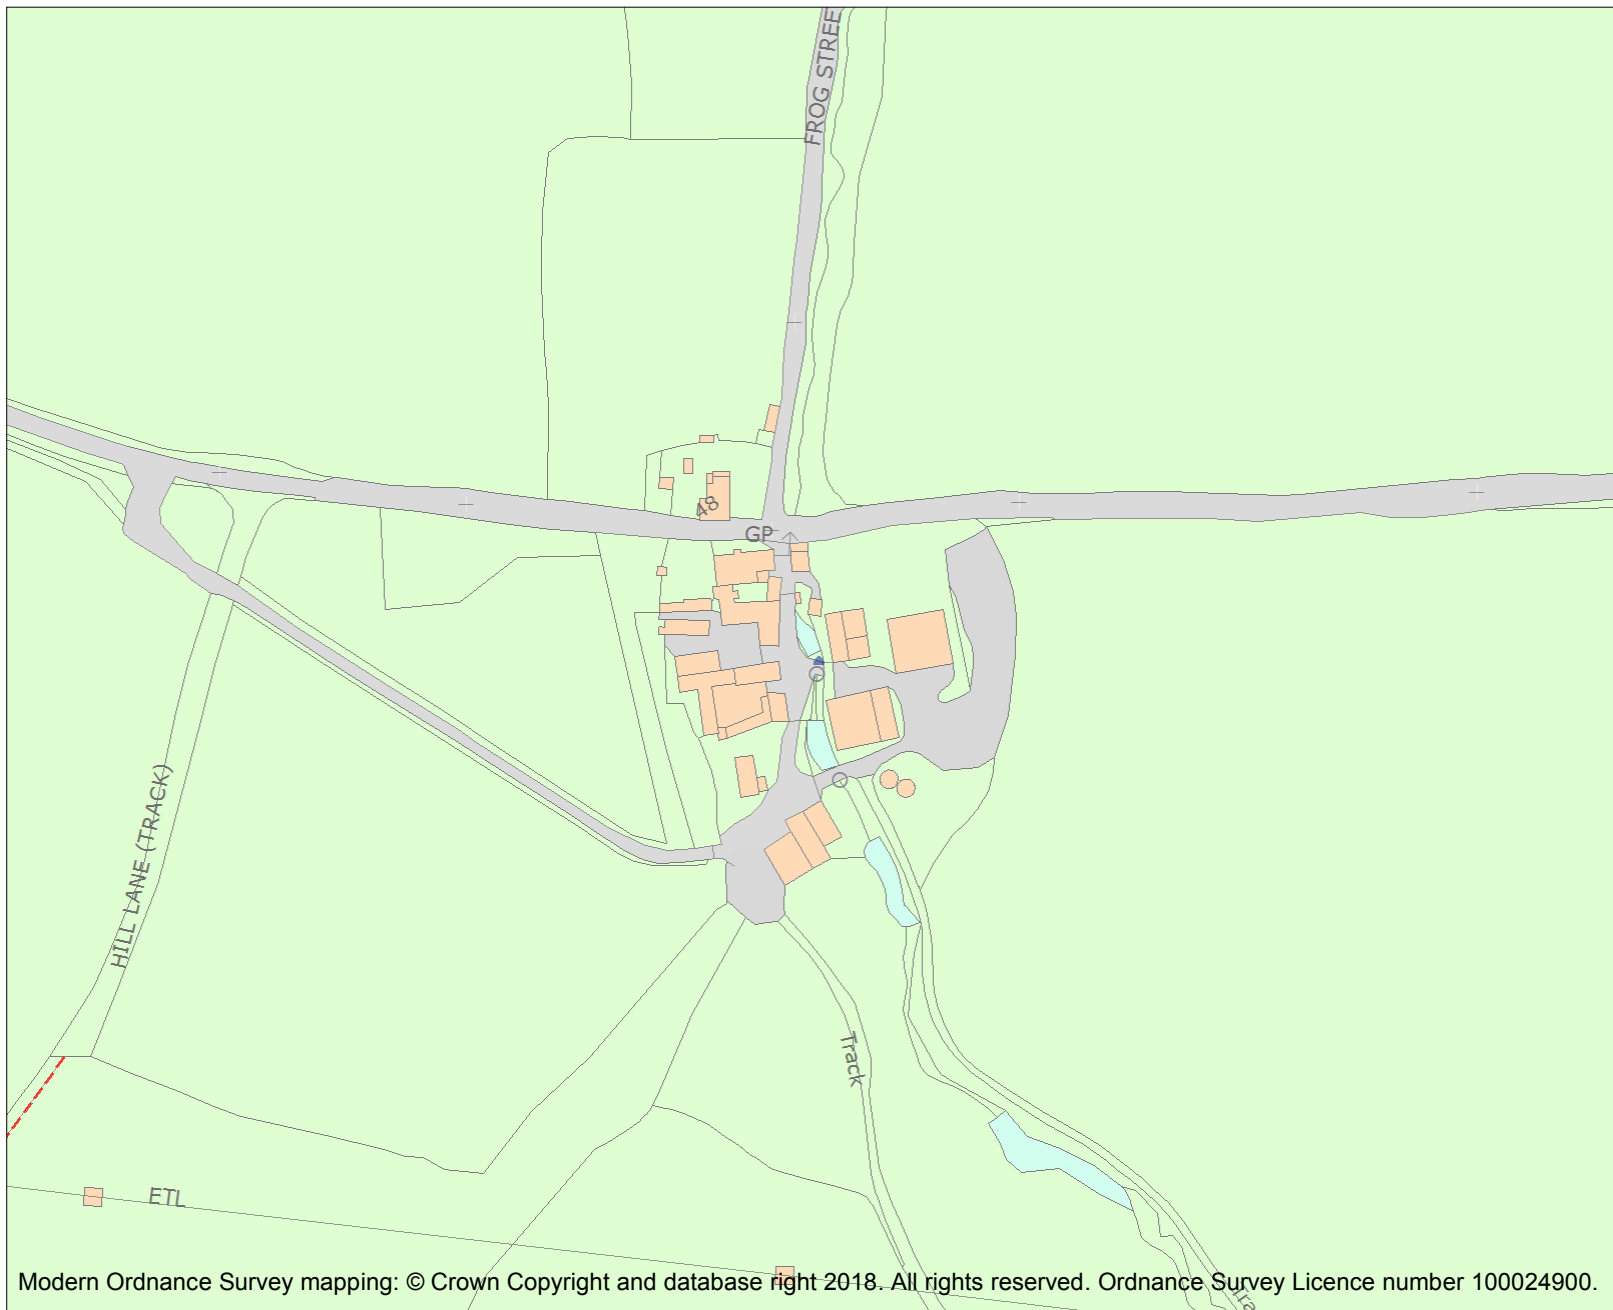 FROG STREE
48
GP
HILL LANE (TRACK)
Track
ETL
Modern Ordnance Survey mapping: © Crown Copyright and database right 2018. All rights reserved. Ordnance Survey Licence number 100024900.
Tra